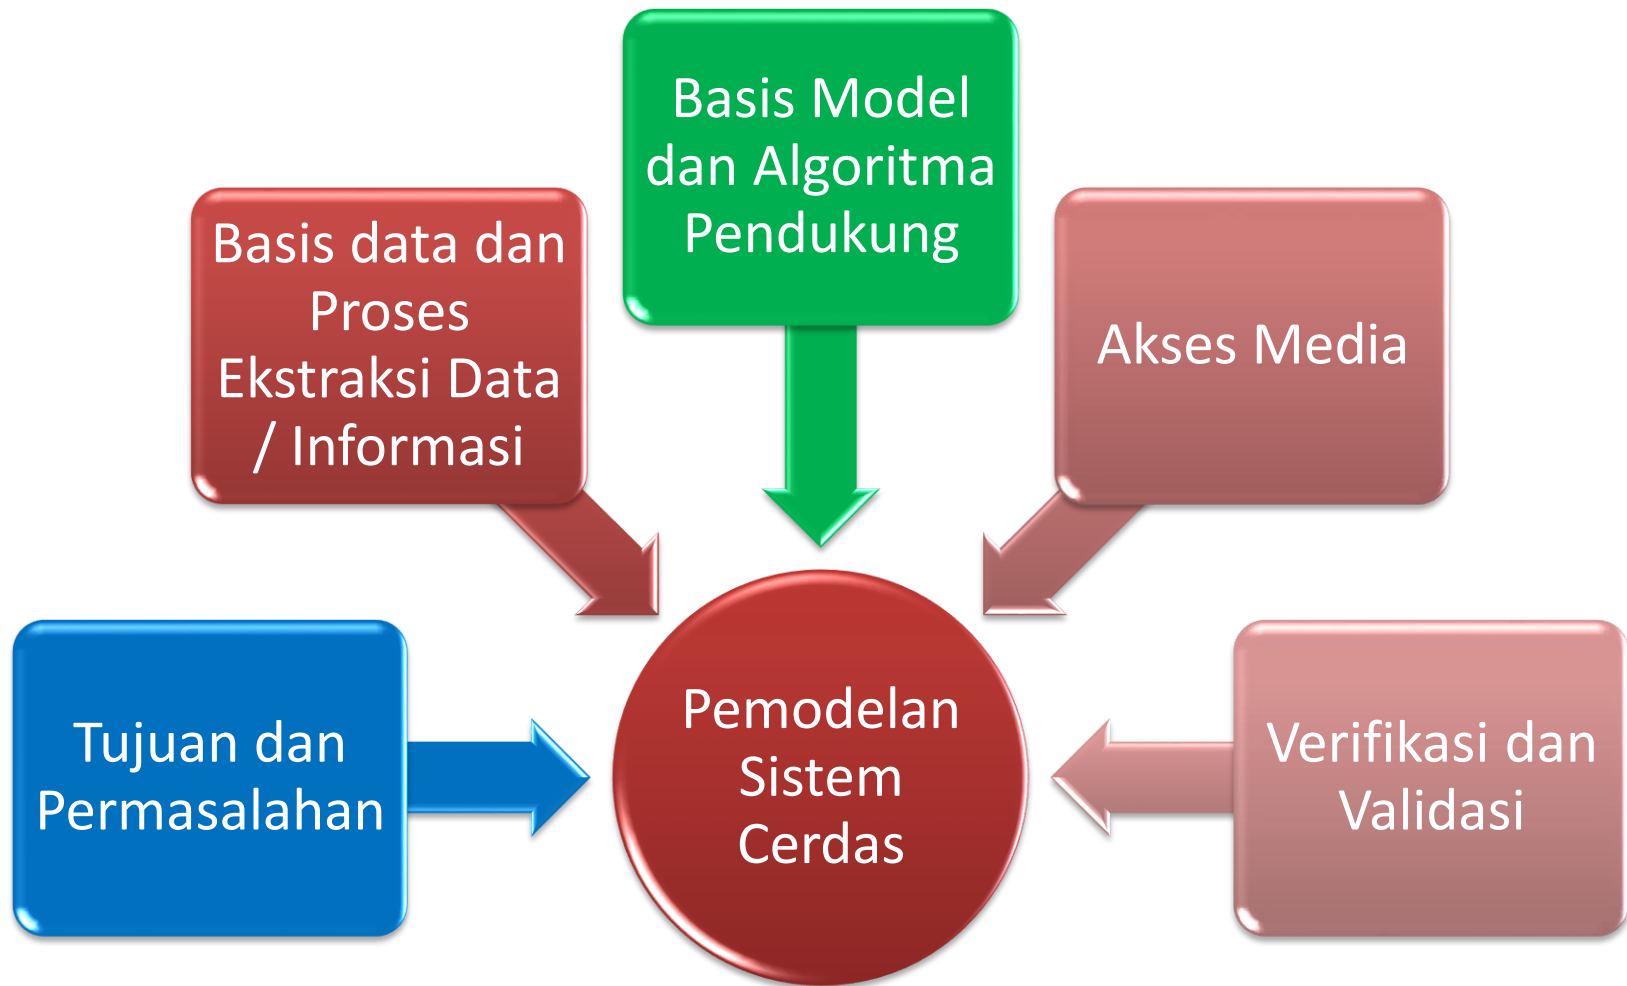 Basis Model
dan Algoritma
Pendukung
Basis data dan
Proses
Ekstraksi Data
/ Informasi
Akses Media
Tujuan dan
Permasalahan
Pemodelan
Sistem
Cerdas
Verifikasi dan
Validasi